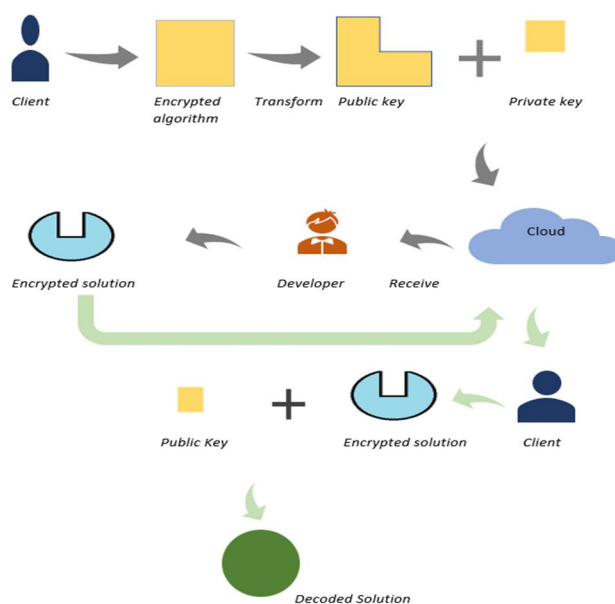 Client
Encrypted
algorithm
Transform
Public key
Private key
Cloud
Encrypted solution
Developer
Receive
Public Key
Encrypted solution
Client
Decoded Solution